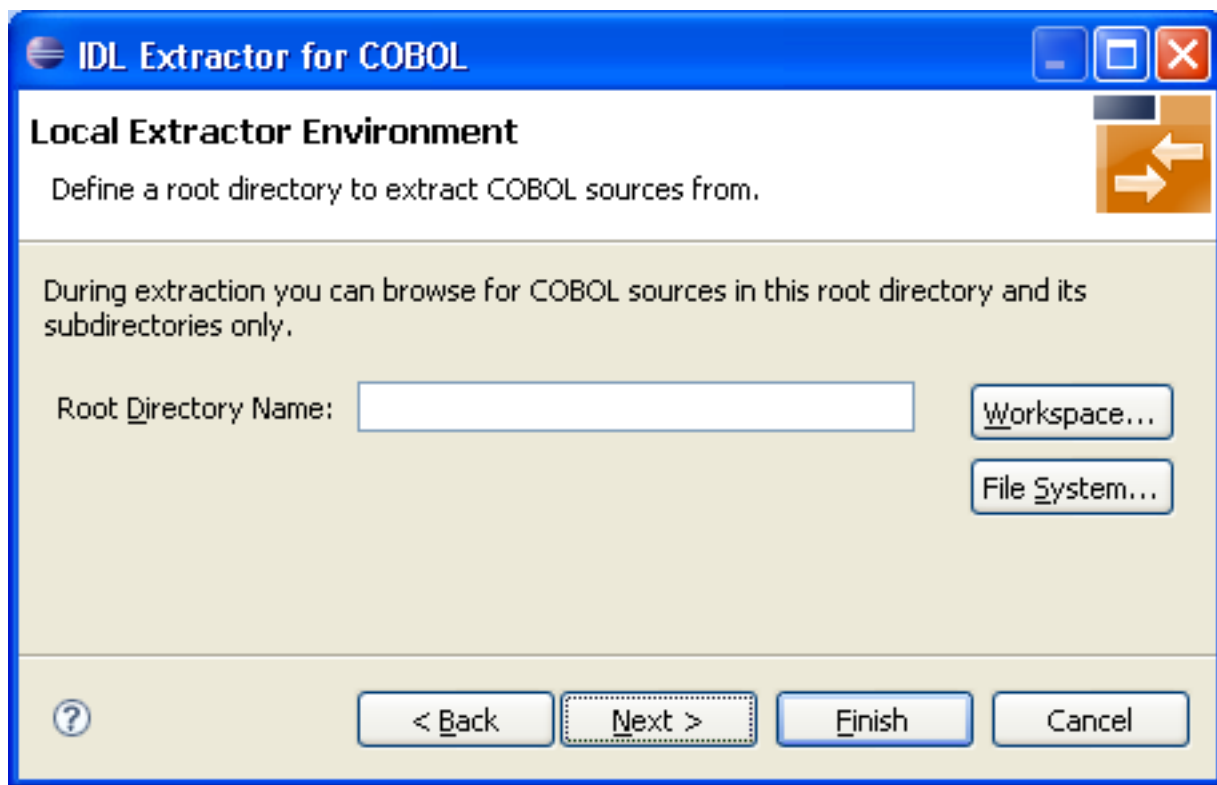 IDL Extractor for COBOL
Local Extractor Environment
Define a root directory to extract COBOL sources from.
During extraction you can browse for COBOL sources in this root directory and its
subdirectories only.
Root Directory Name:
Workspace...
File System...
< Back
Next >
Finish
Cancel